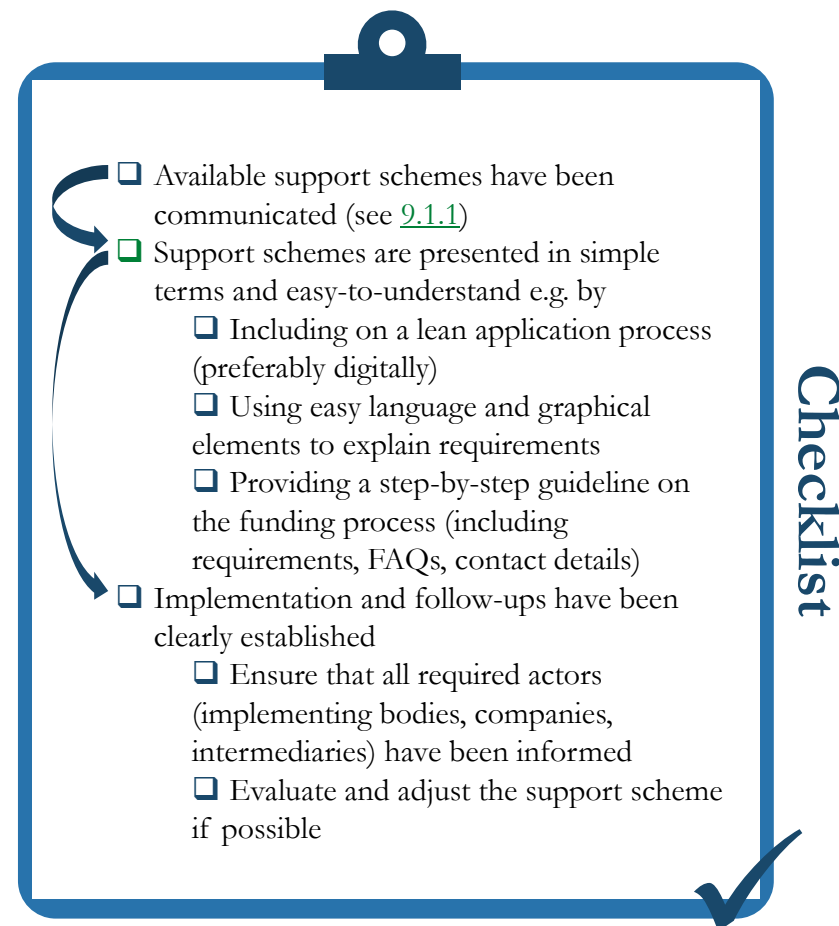 ❑ Available support schemes have been
communicated (see 9.1.1)
❑ Support schemes are presented in simple
terms and easy-to-understand e.g. by
❑ Including on a lean application process
(preferably digitally)
❑ Using easy language and graphical
elements to explain requirements
❑ Providing a step-by-step guideline on
the funding process (including
requirements, FAQs, contact details)
❑ Implementation and follow-ups have been
clearly established
❑ Ensure that all required actors
(implementing bodies, companies,
intermediaries) have been informed
❑ Evaluate and adjust the support scheme
if possible
Checklist